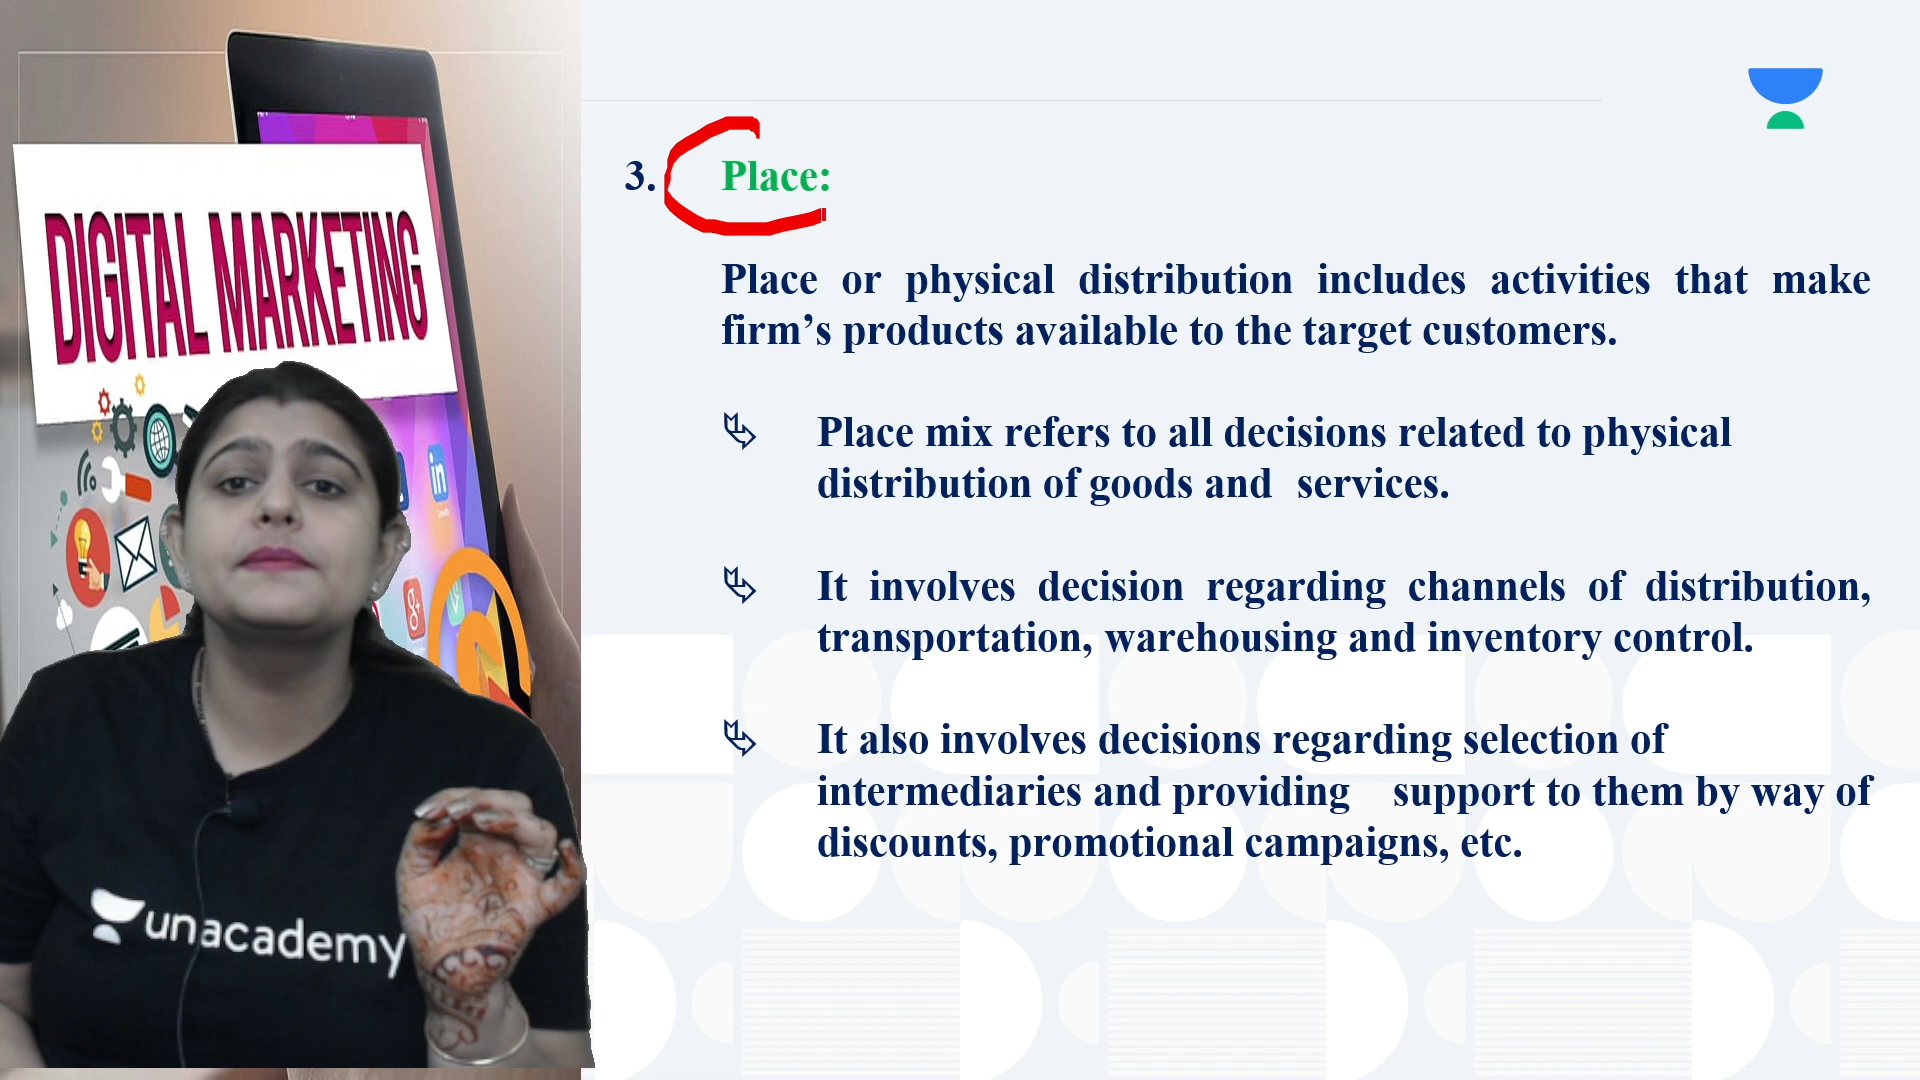 DIGITAL MARKETING
in
g+
unacademy
3. Place:
Place or physical distribution includes activities that make
firm’s products available to the target customers.
Place mix refers to all decisions related to physical
distribution of goods and services.
It involves decision regarding channels of distribution,
transportation, warehousing and inventory control.
It also involves decisions regarding selection of
intermediaries and providing support to them by way of
discounts, promotional campaigns, etc.